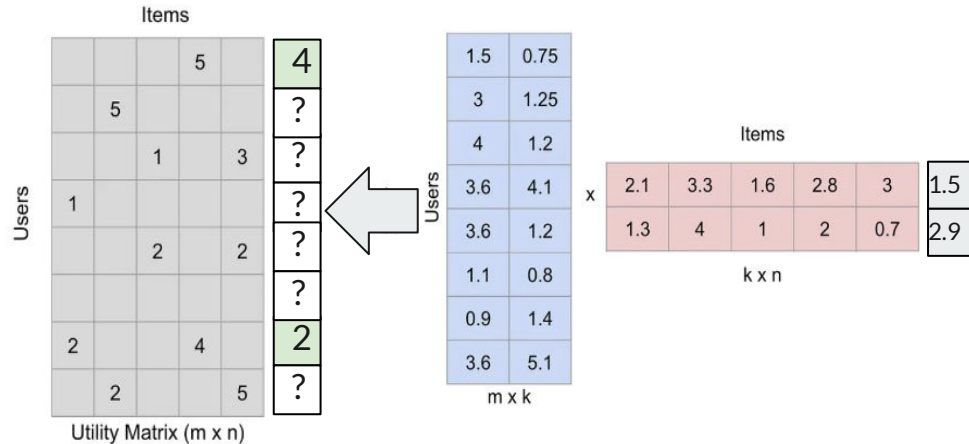 Items
5 4
5 ?
1 3 ?
1 ?
2 2 ?
?
2 4 2
2 5 ?
Users
Utility Matrix (m x n)
1.5 0.75
3 1.25
4 1.2
3.6 4.1
3.6 1.2
1.1 0.8
0.9 1.4
3.6 5.1
Users
m x k
x
Items
2.1 3.3 1.6 2.8 3 1.5
1.3 4 1 2 0.7 2.9
k x n